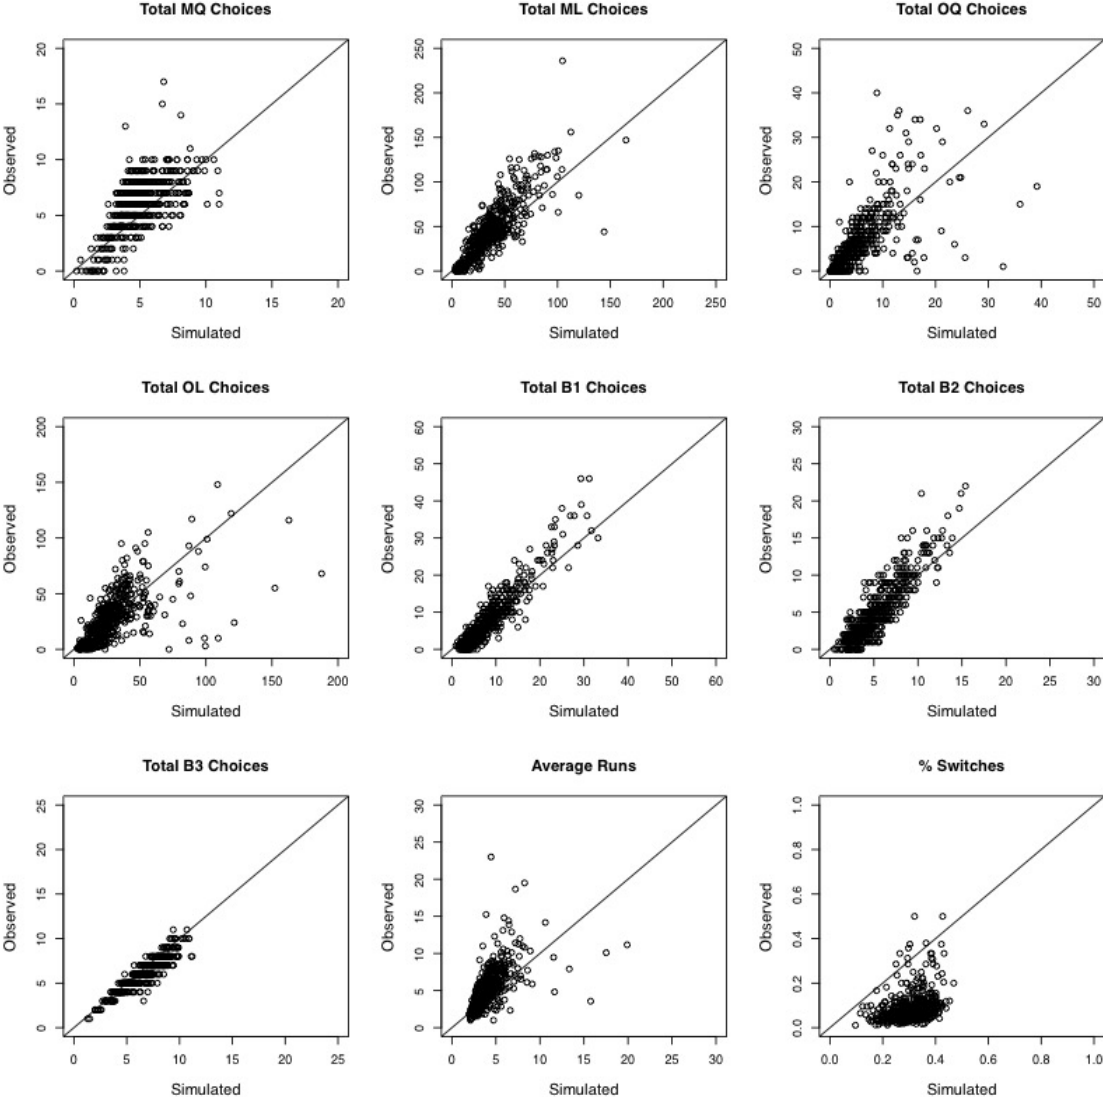 Total MQ Choices
Observed
20
15
10
5
0
0 5 10 15 20
Simulated
Total ML Choices
Observed
250
200
150
100
50
0
0 50 100 150 200 250
Simulated
Total OQ Choices
Observed
50
40
30
20
10
0
0 10 20 30 40 50
Simulated
Total OL Choices
Observed
200
150
100
50
0
0 50 100 150 200
Simulated
Total B1 Choices
Observed
60
50
40
30
20
10
0
0 10 20 30 40 50 60
Simulated
Total B2 Choices
Observed
30
25
20
15
10
5
0
0 5 10 15 20 25 30
Simulated
Total B3 Choices
Observed
25
20
15
10
5
0
0 5 10 15 20 25
Simulated
Average Runs
Observed
30
25
20
15
10
5
0
0 5 10 15 20 25 30
Simulated
% Switches
Observed
1.0
0.8
0.6
0.4
0.2
0.0
0.0 0.2 0.4 0.6 0.8 1.0
Simulated